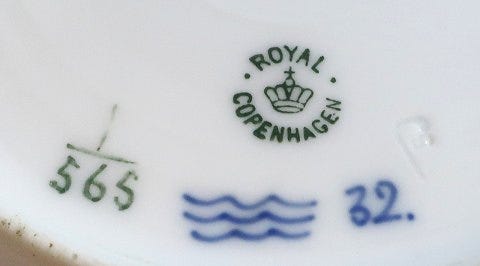 · ROYAL ·
COPENHAGEN
1
565
32.